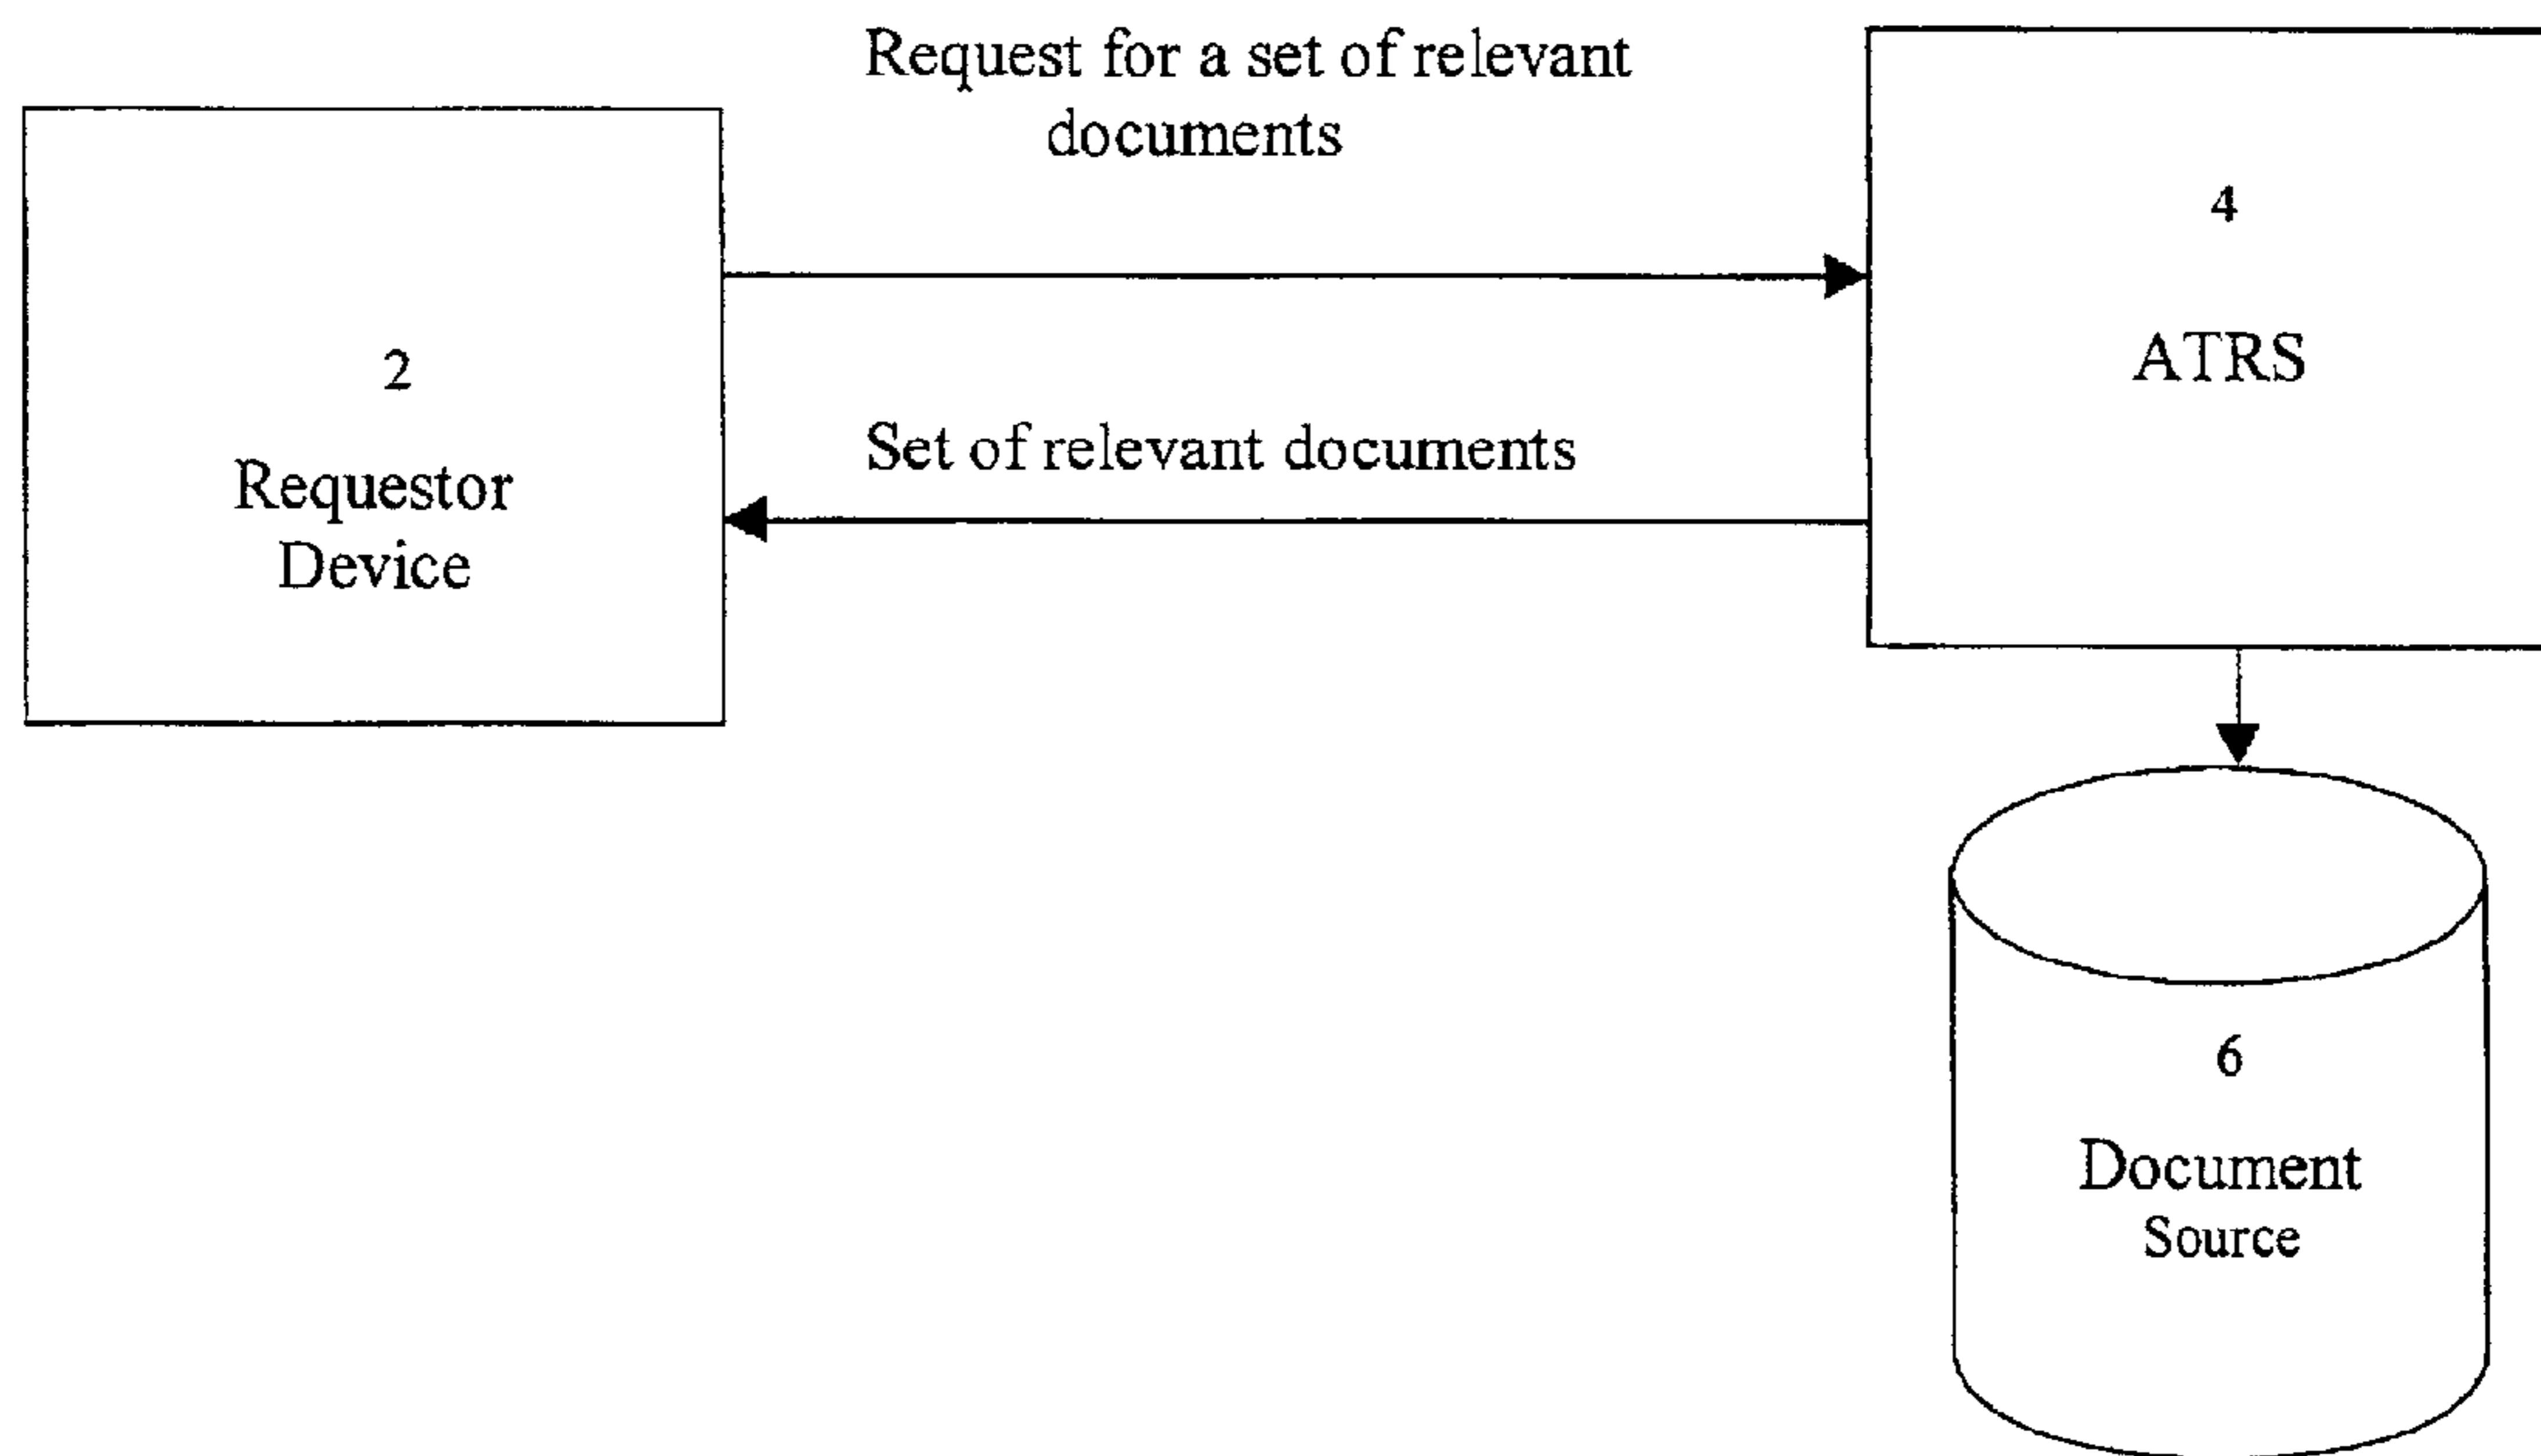 Request for a set of relevant
documents
4
ATRS
2
Requestor
Device
Set of relevant documents
6
Document
Source